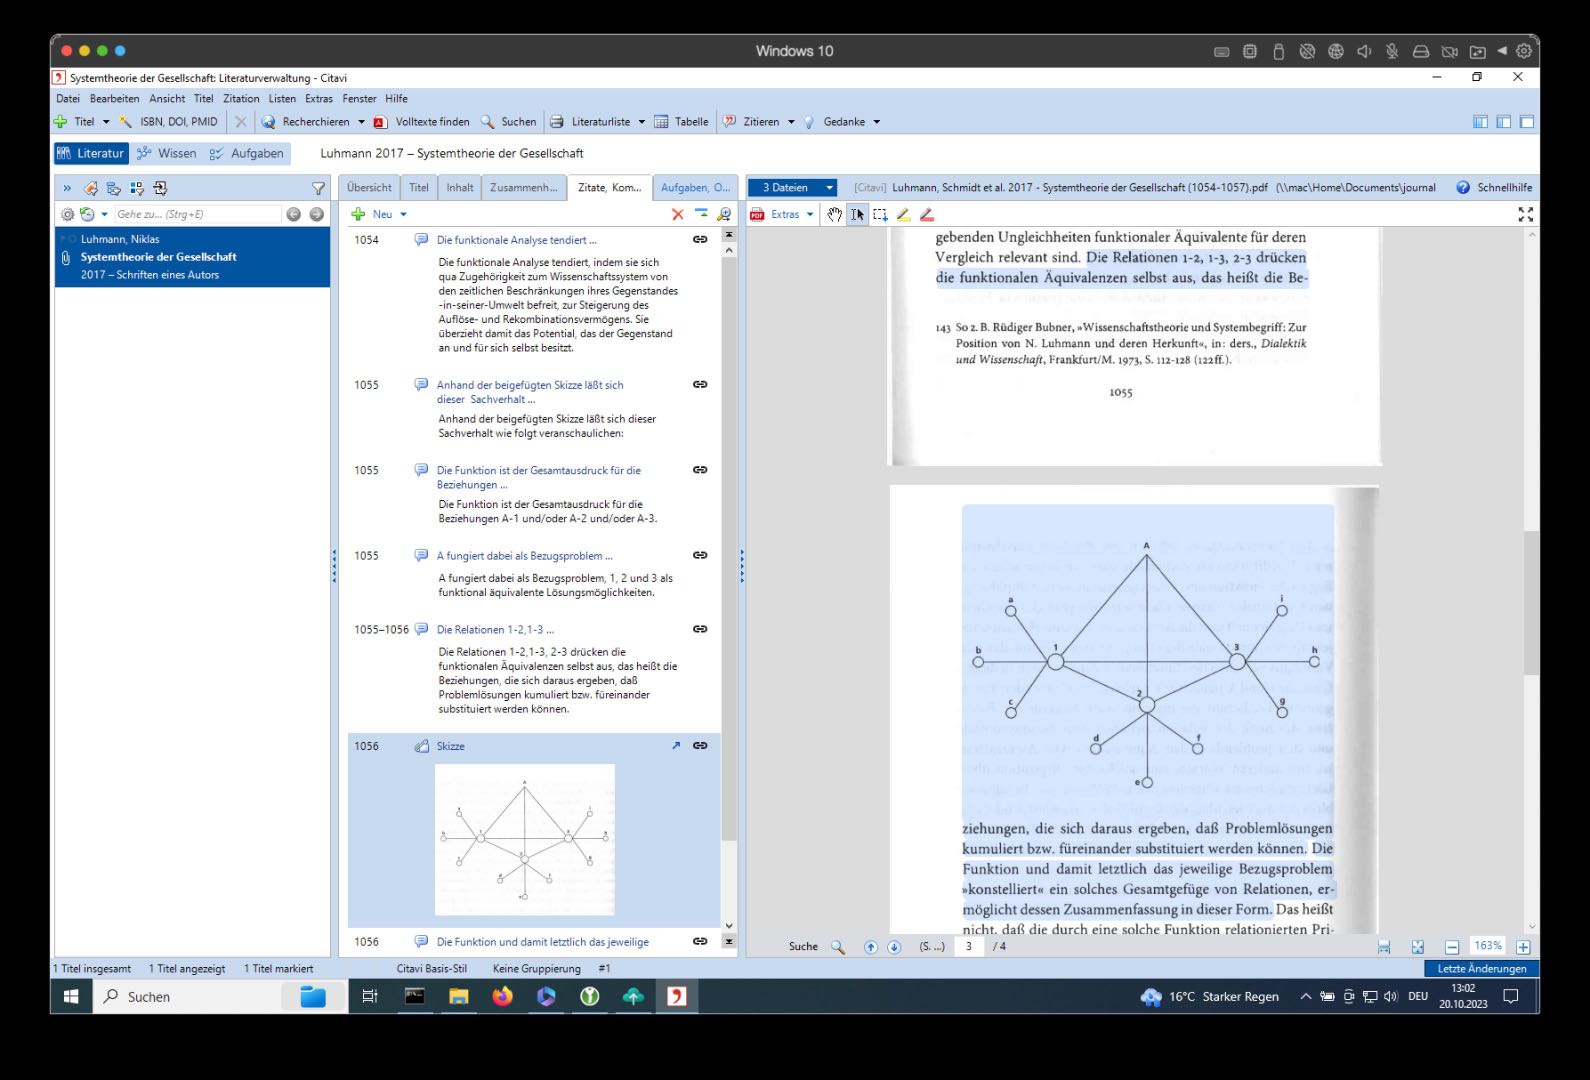 Windows 10
Systemtheorie der Gesellschaft: Literaturverwaltung - Citavi
Datei Bearbeiten Ansicht Titel Zitation Listen Extras Fenster Hilfe
Titel ISBN, DOI, PMID Recherchieren Volltexte finden Suchen Literaturliste Tabelle Zitieren Gedanke
Literatur Wissen Aufgaben Luhmann 2017 – Systemtheorie der Gesellschaft
Gehe zu... (Strg+E)
Luhmann, Niklas
Systemtheorie der Gesellschaft
2017 – Schriften eines Autors
Übersicht Titel Inhalt Zusammenh... Zitate, Kom... Aufgaben, O...
Neu
1054 Die funktionale Analyse tendiert ...
Die funktionale Analyse tendiert, indem sie sich
qua Zugehörigkeit zum Wissenschaftssystem von
den zeitlichen Beschränkungen ihres Gegenstandes
-in-seiner-Umwelt befreit, zur Steigerung des
Auflöse- und Rekombinationsvermögens. Sie
überzieht damit das Potential, das der Gegenstand
an und für sich selbst besitzt.
1055 Anhand der beigefügten Skizze läßt sich
dieser Sachverhalt ...
Anhand der beigefügten Skizze läßt sich dieser
Sachverhalt wie folgt veranschaulichen:
1055 Die Funktion ist der Gesamtausdruck für die
Beziehungen ...
Die Funktion ist der Gesamtausdruck für die
Beziehungen A-1 und/oder A-2 und/oder A-3.
1055 A fungiert dabei als Bezugsproblem ...
A fungiert dabei als Bezugsproblem, 1, 2 und 3 als
funktional äquivalente Lösungsmöglichkeiten.
1055–1056 Die Relationen 1-2,1-3 ...
Die Relationen 1-2,1-3, 2-3 drücken die
funktionalen Äquivalenzen selbst aus, das heißt die
Beziehungen, die sich daraus ergeben, daß
Problemlösungen kumuliert bzw. füreinander
substituiert werden können.
1056 Skizze
A
a
i
b
1
3
h
c
2
g
d
f
e
1056 Die Funktion und damit letztlich das jeweilige
3 Dateien [Citavi] Luhmann, Schmidt et al. 2017 - Systemtheorie der Gesellschaft (1054-1057).pdf (\\mac\Home\Documents\journal Schnellhilfe
PDF Extras
gebenden Ungleichheiten funktionaler Äquivalente für deren
Vergleich relevant sind. Die Relationen 1-2, 1-3, 2-3 drücken
die funktionalen Äquivalenzen selbst aus, das heißt die Be-
143 So z. B. Rüdiger Bubner, »Wissenschaftstheorie und Systembegriff: Zur
Position von N. Luhmann und deren Herkunft«, in: ders., Dialektik
und Wissenschaft, Frankfurt/M. 1973, S. 112-128 (122ff.).
1055
A
a
i
b
1
3
h
c
2
g
d
f
e
ziehungen, die sich daraus ergeben, daß Problemlösungen
kumuliert bzw. füreinander substituiert werden können. Die
Funktion und damit letztlich das jeweilige Bezugsproblem
»konstelliert« ein solches Gesamtgefüge von Relationen, er-
möglicht dessen Zusammenfassung in dieser Form. Das heißt
nicht, daß die durch eine solche Funktion relationierten Pri-
Suche (S. ...) 3 / 4 163%
1 Titel insgesamt 1 Titel angezeigt 1 Titel markiert Citavi Basis-Stil Keine Gruppierung #1 Letzte Änderungen
Suchen 16°C Starker Regen DEU 13:02
20.10.2023